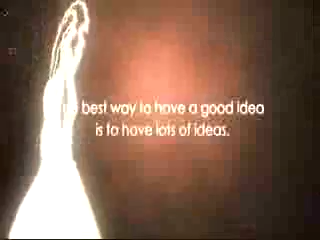 best way to have a good idea
is to have lots of ideas.